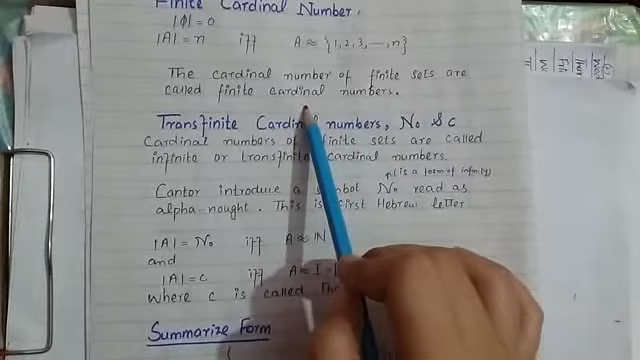 Finite Cardinal Number,
|Φ| = 0
|A| = n iff A ≈ {1, 2, 3, —, n}
The cardinal number of finite sets are
called finite cardinal numbers.
Transfinite Cardinal numbers, ℵ₀ & c
Cardinal numbers of finite sets are called
infinite or transfinite cardinal numbers.
(is a form of infinity)
Cantor introduce a symbol ℵ₀ read as
alpha-nought. This is first Hebrew letter
|A| = ℵ₀ iff A ≈ ℕ
and
|A| = c iff A ≈ I =
where c is called
Summarize Form